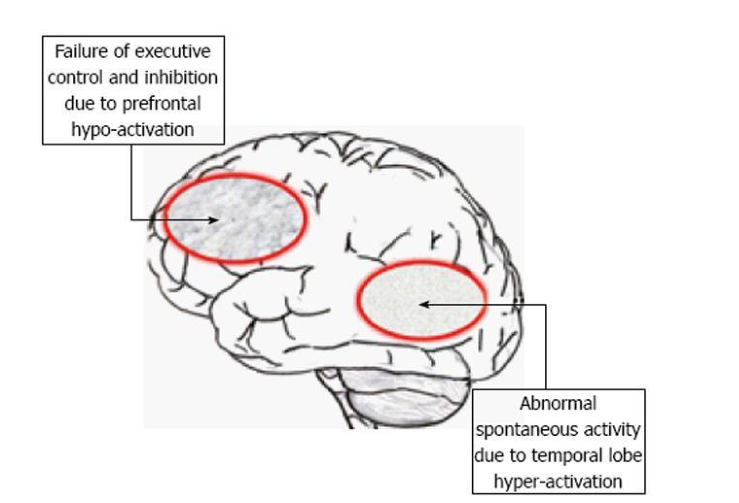 Failure of executive
control and inhibition
due to prefrontal
hypo-activation
Abnormal
spontaneous activity
due to temporal lobe
hyper-activation